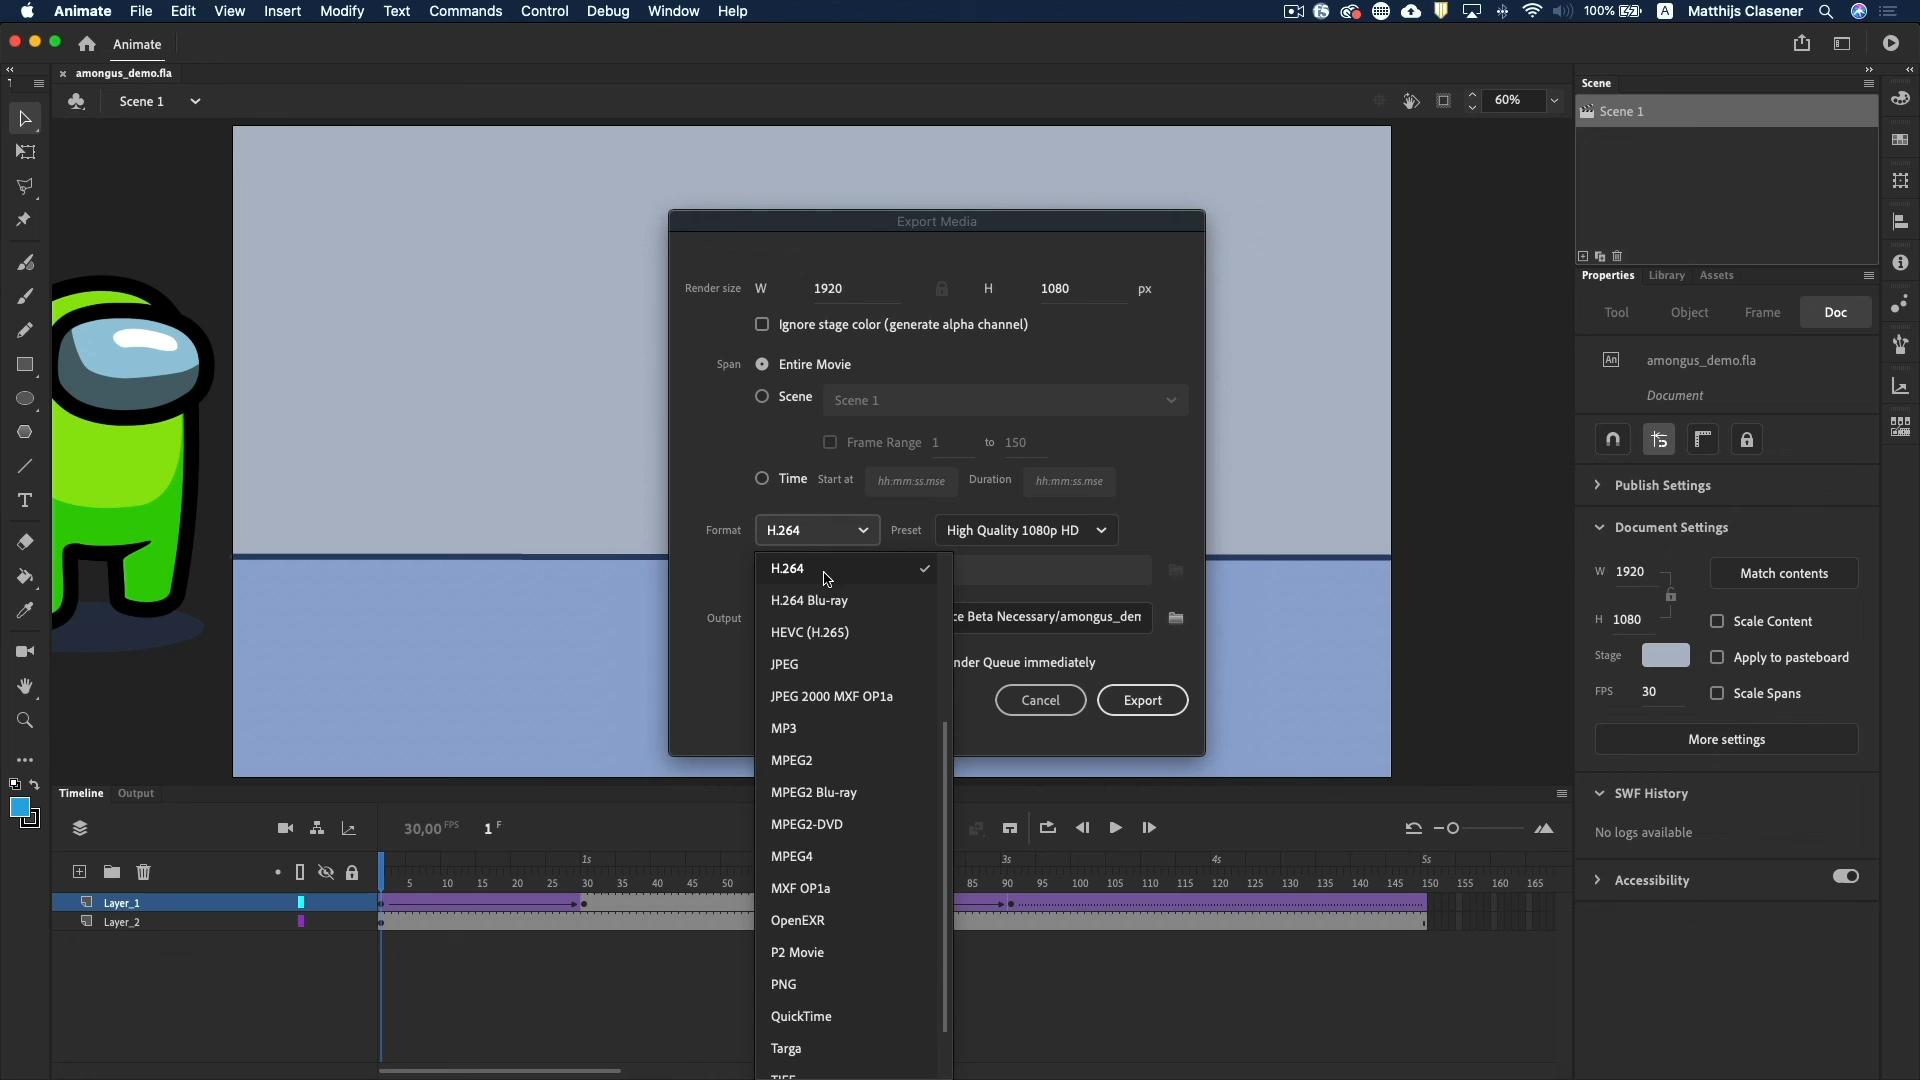 Animate File Edit View Insert Modify Text Commands Control Debug Window Help 100% A Matthijs Clasener
Animate
amongus_demo.fla
Scene 1
60%
Scene
Scene 1
Export Media
Render size W 1920 H 1080 px
Ignore stage color (generate alpha channel)
Span Entire Movie
Scene Scene 1
Frame Range 1 to 150
Time Start at hh:mm:ss.mse Duration hh:mm:ss.mse
Format H.264 Preset High Quality 1080p HD
H.264
H.264 Blu-ray
Output ce Beta Necessary/amongus_den
HEVC (H.265)
JPEG
nder Queue immediately
JPEG 2000 MXF OP1a
Cancel Export
MP3
MPEG2
MPEG2 Blu-ray
MPEG2-DVD
MPEG4
MXF OP1a
OpenEXR
P2 Movie
PNG
QuickTime
Targa
TIFF
Properties Library Assets
Tool Object Frame Doc
An amongus_demo.fla
Document
Publish Settings
Document Settings
W 1920 Match contents
H 1080 Scale Content
Stage Apply to pasteboard
FPS 30 Scale Spans
More settings
SWF History
No logs available
Accessibility
Timeline Output
30,00 FPS 1 F
1s 3s 4s 5s
5 10 15 20 25 30 35 40 45 50 85 90 95 100 105 110 115 120 125 130 135 140 145 150 155 160 165
Layer_1
Layer_2